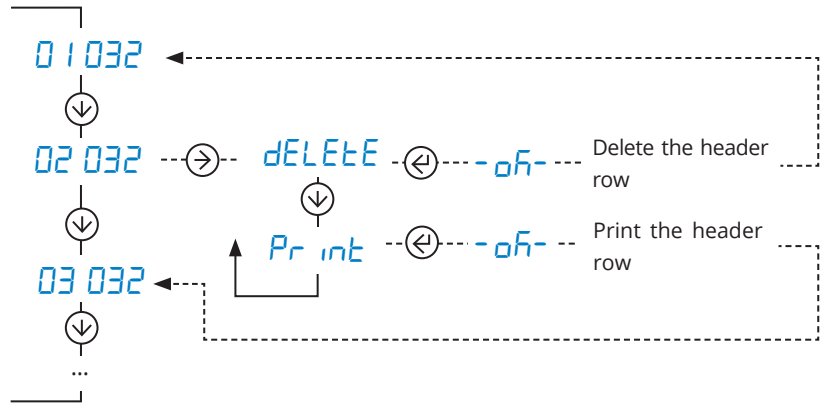 01 032
02 032
dELEtE
-oh-
Delete the header
row
Print
-oh-
Print the header
row
03 032
...